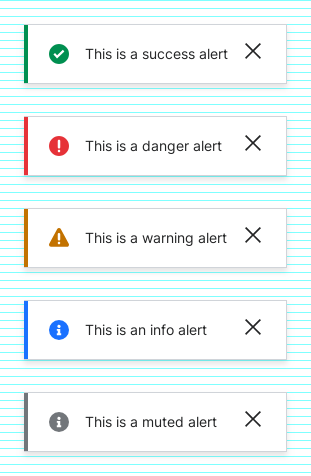 This is a success alert
This is a danger alert
This is a warning alert
This is an info alert
This is a muted alert